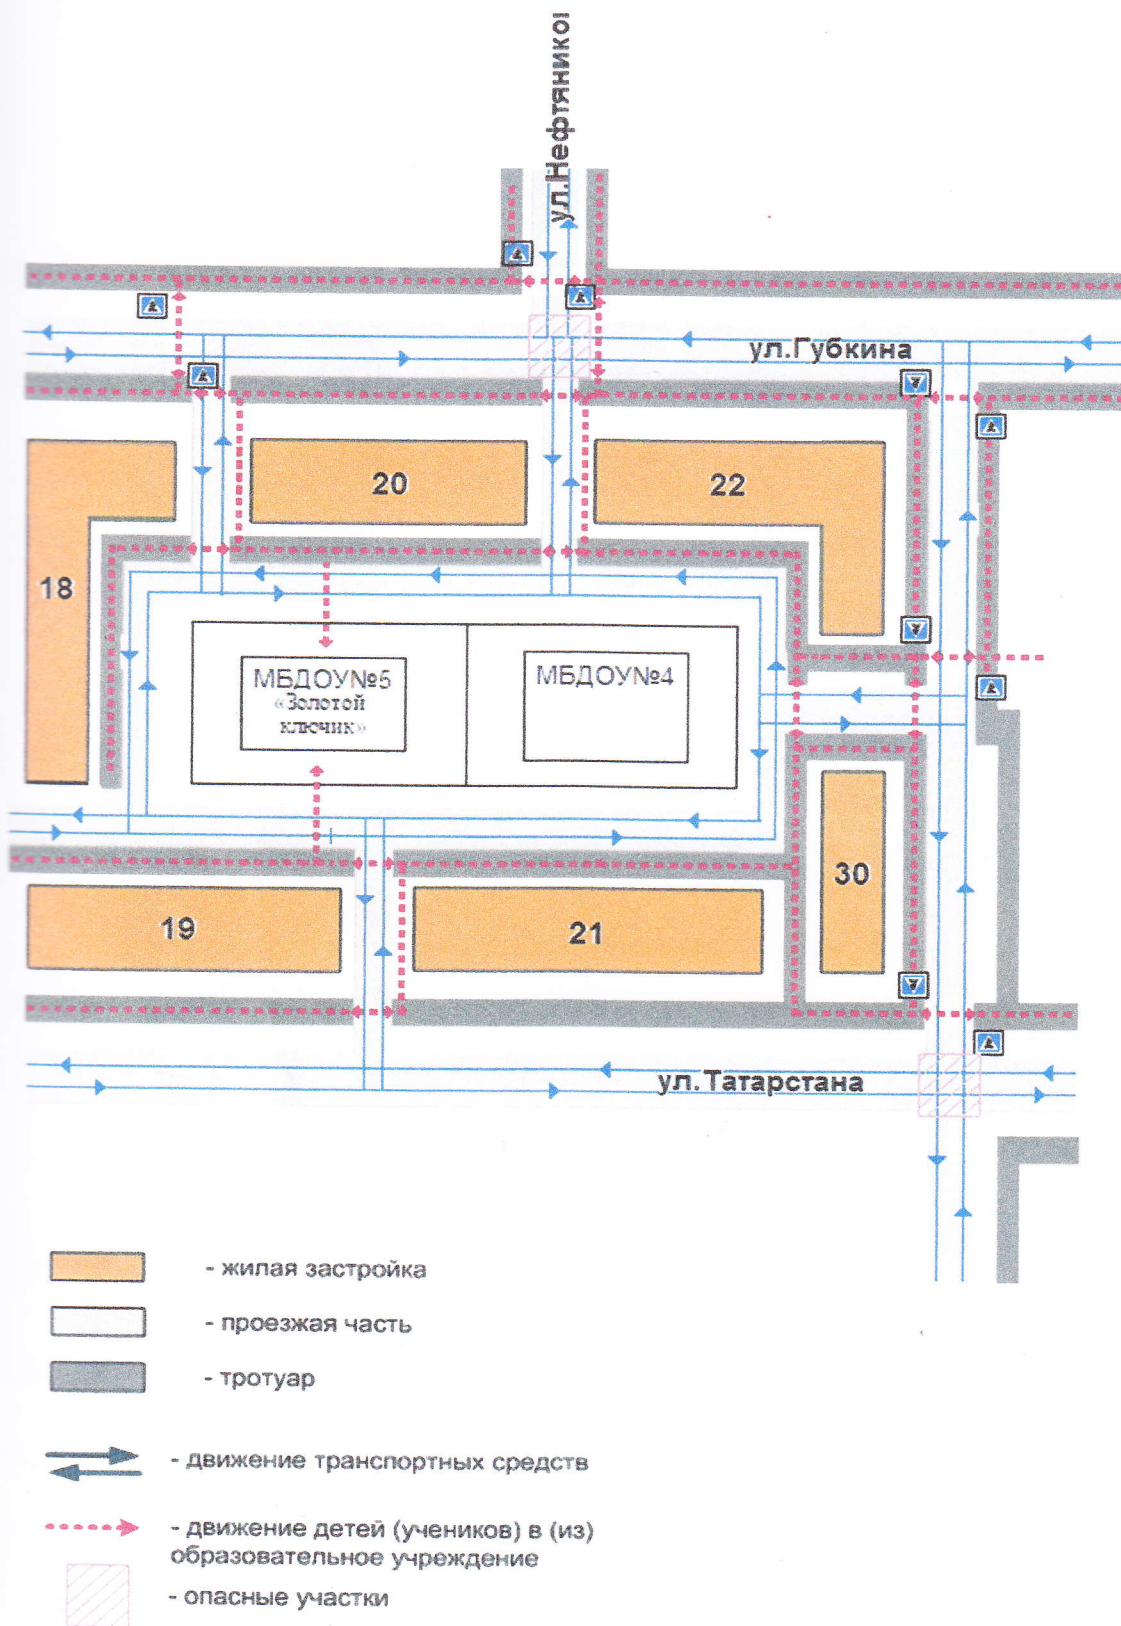 ул.Нефтянико
ул.Губкина
20
22
18
МБДОУ№5
«Золотой
ключик»
МБДОУ№4
30
19
21
ул.Татарстана
- жилая застройка
- проезжая часть
- тротуар
- движение транспортных средств
- движение детей (учеников) в (из)
образовательное учреждение
- опасные участки